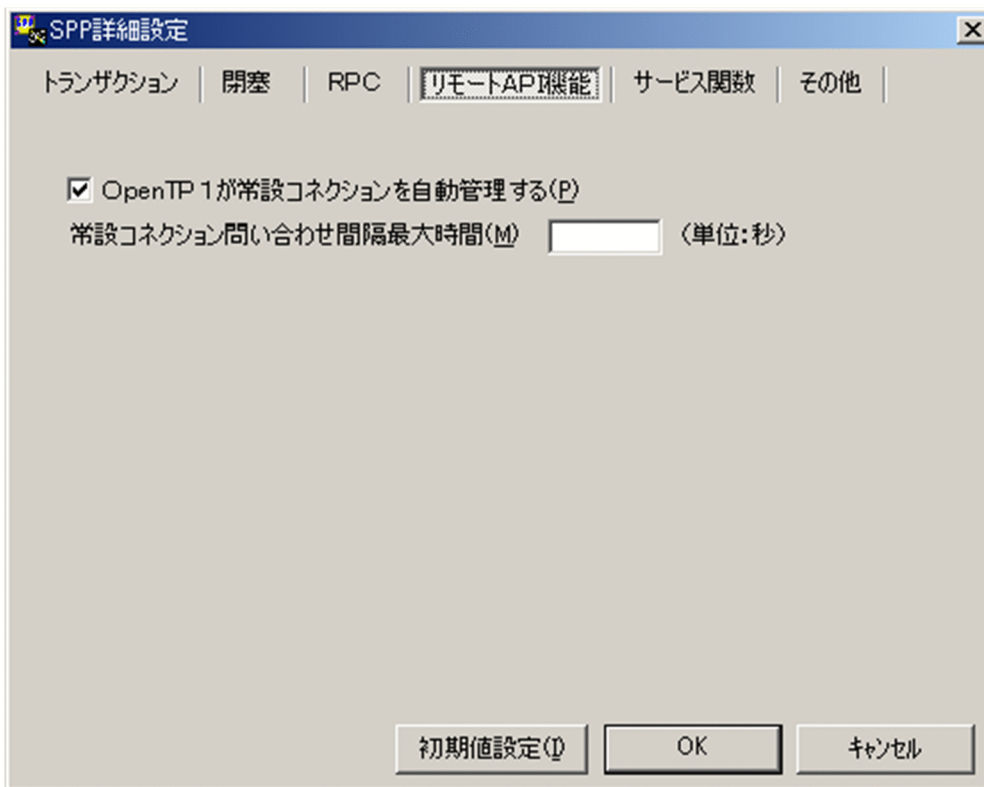 SPP詳細設定
トランザクション 閉塞 RPC リモートAPI機能 サービス関数 その他
OpenTP1が常設コネクションを自動管理する(P)
常設コネクション問い合わせ間隔最大時間(M) (単位:秒)
初期値設定(I) OK キャンセル